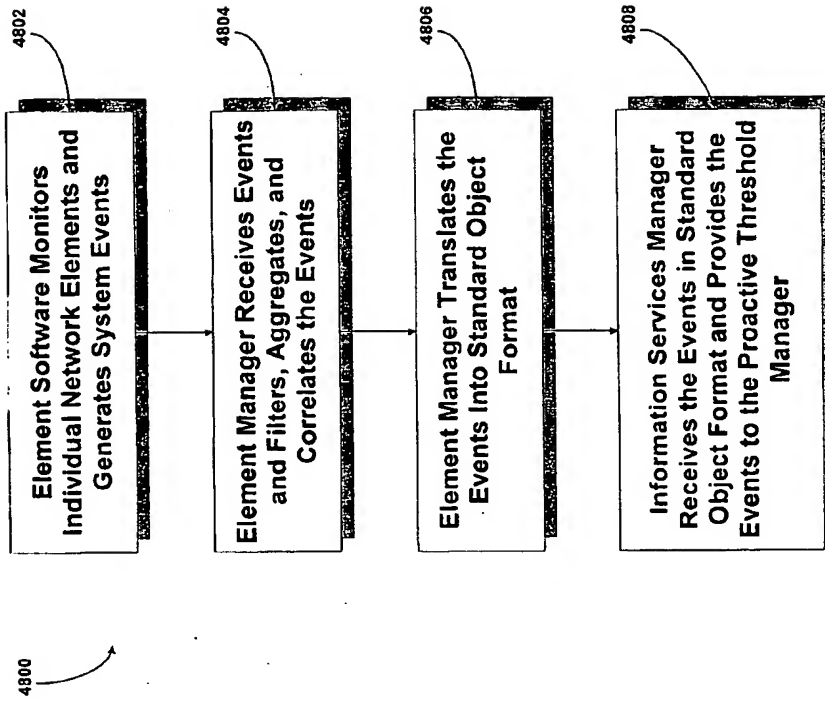 4800
4802
Element Software Monitors
Individual Network Elements and
Generates System Events
4804
Element Manager Receives Events
and Filters, Aggregates, and
Correlates the Events
4806
Element Manager Translates the
Events Into Standard Object
Format
4808
Information Services Manager
Receives the Events in Standard
Object Format and Provides the
Events to the Proactive Threshold
Manager